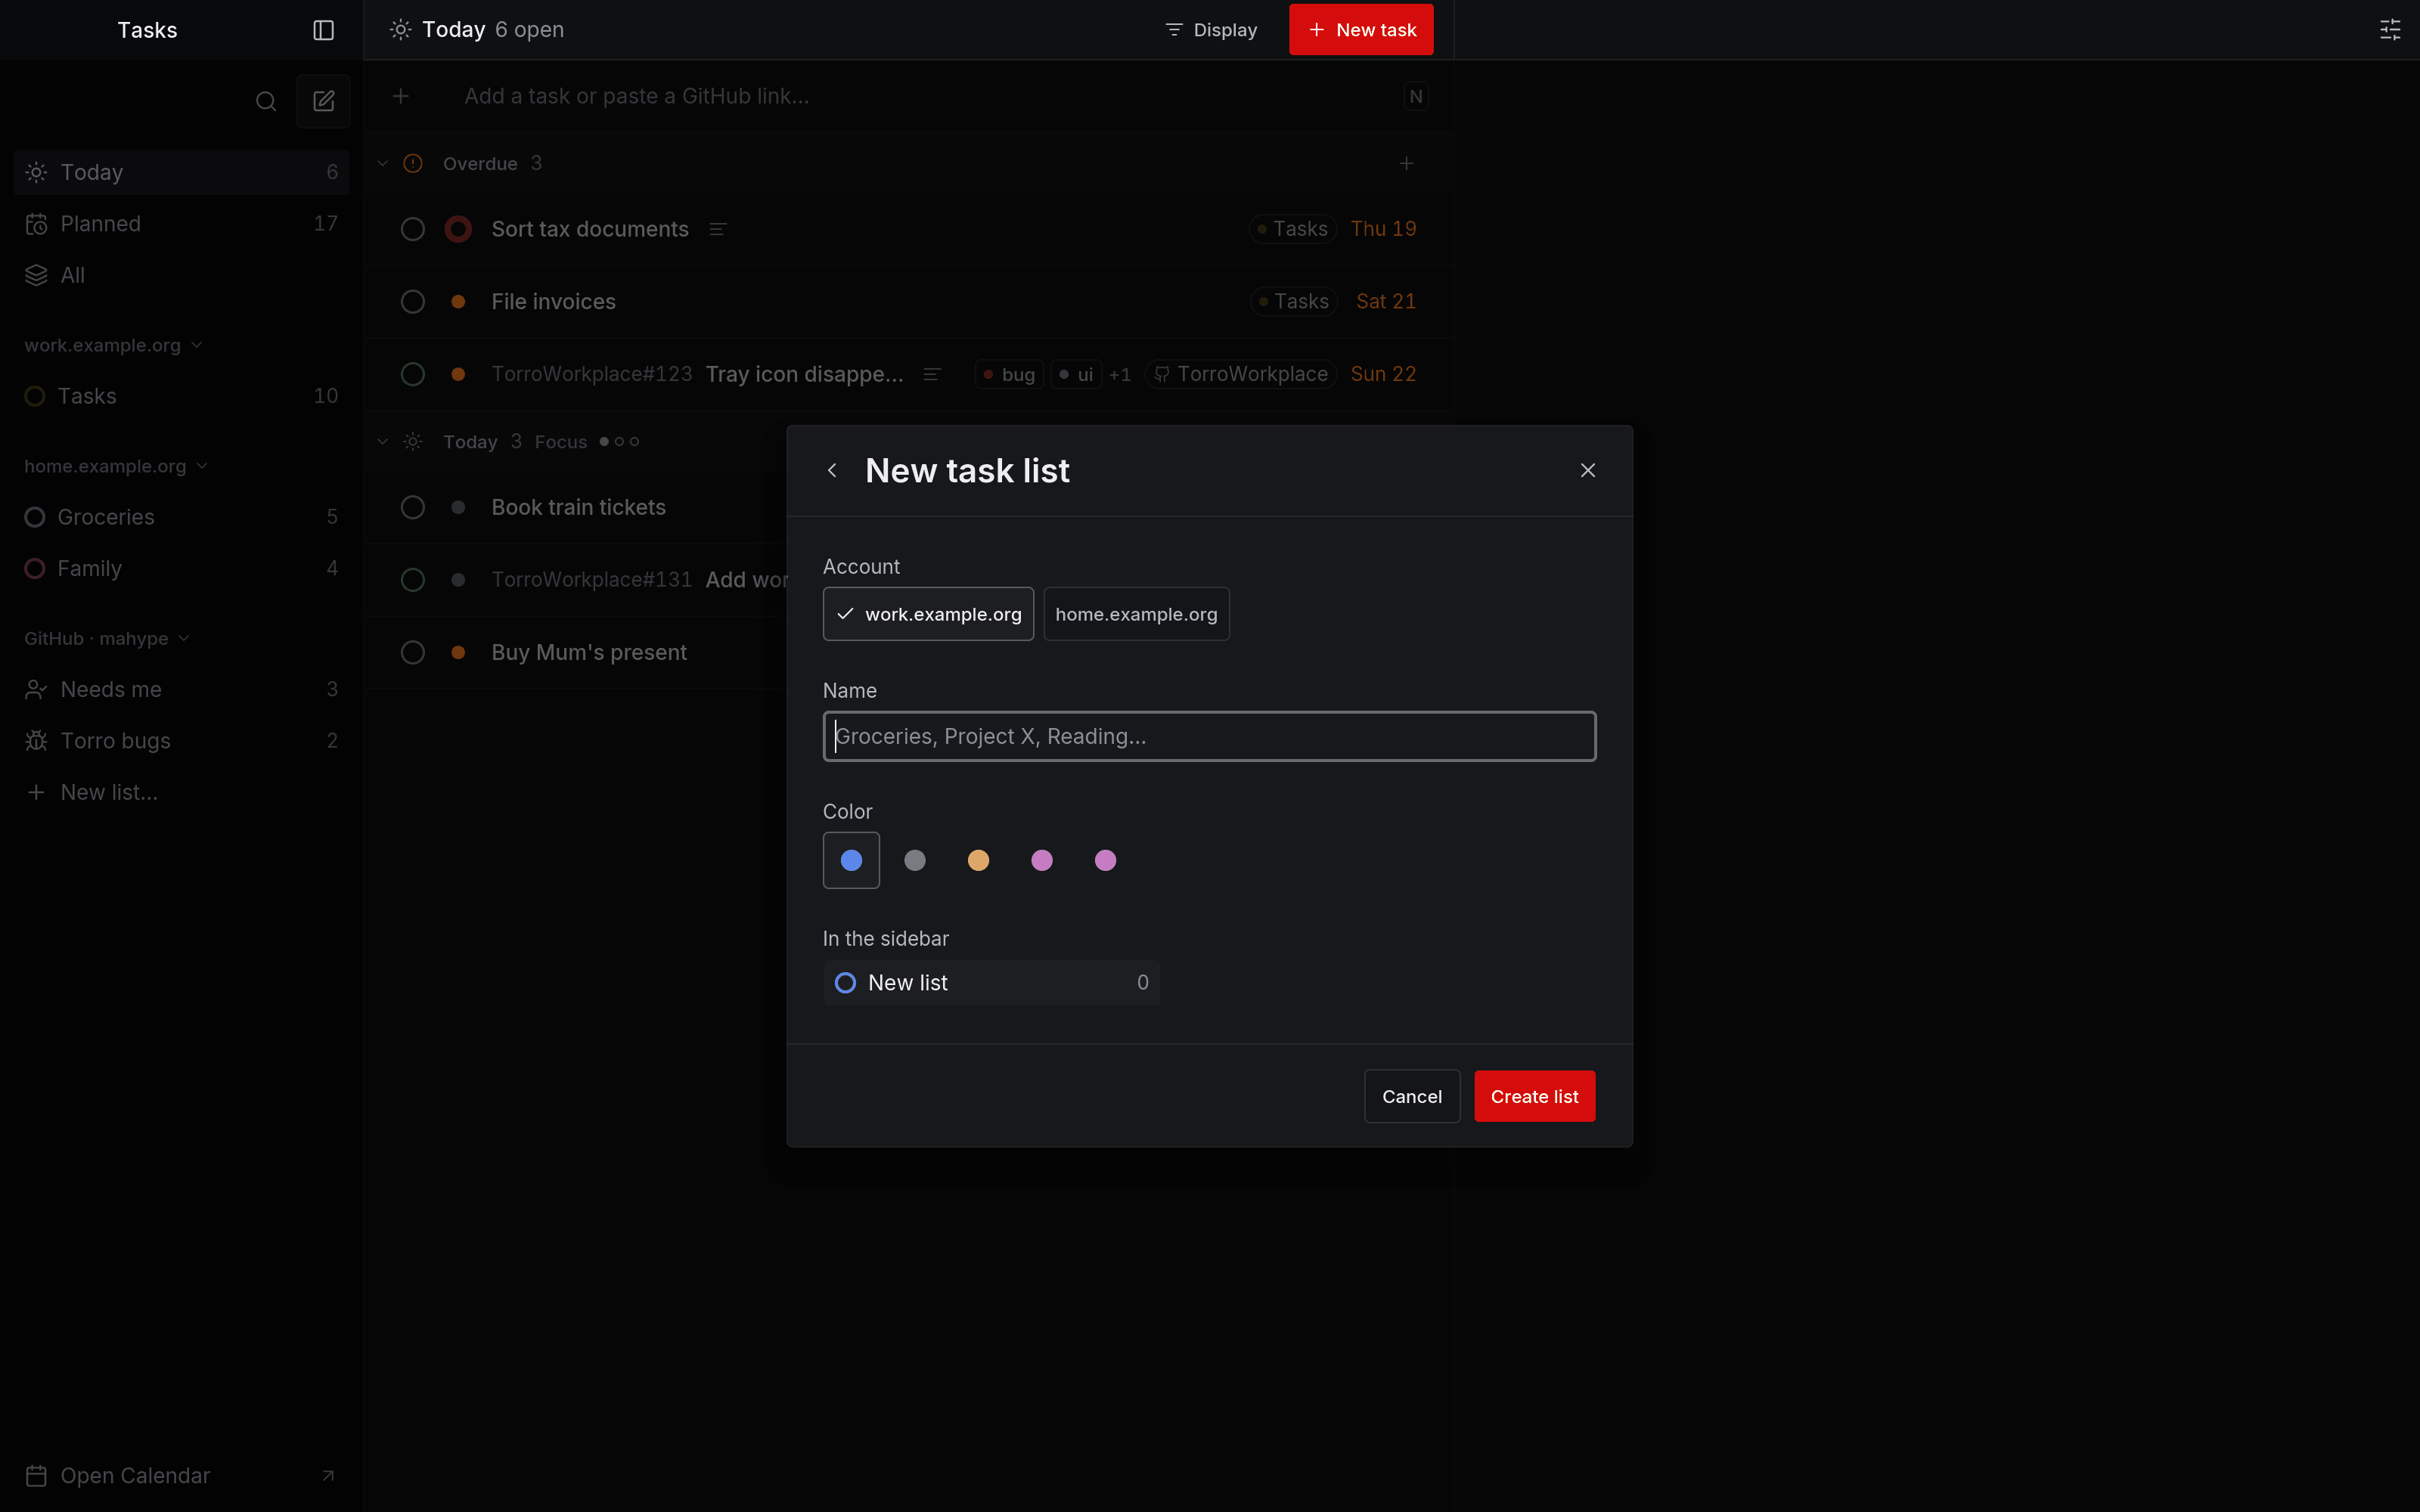 Tasks
Today 6 open
Display
New task
Add a task or paste a GitHub link...
N
Today 6
Planned 17
All
work.example.org
Tasks 10
home.example.org
Groceries 5
Family 4
GitHub · mahype
Needs me 3
Torro bugs 2
New list...
Open Calendar
Overdue 3
Sort tax documents Tasks Thu 19
File invoices Tasks Sat 21
TorroWorkplace#123 Tray icon disappe... bug ui +1 TorroWorkplace Sun 22
Today 3 Focus
Book train tickets
TorroWorkplace#131 Add wor
Buy Mum's present
New task list
Account
work.example.org home.example.org
Name
Groceries, Project X, Reading...
Color
In the sidebar
New list 0
Cancel Create list